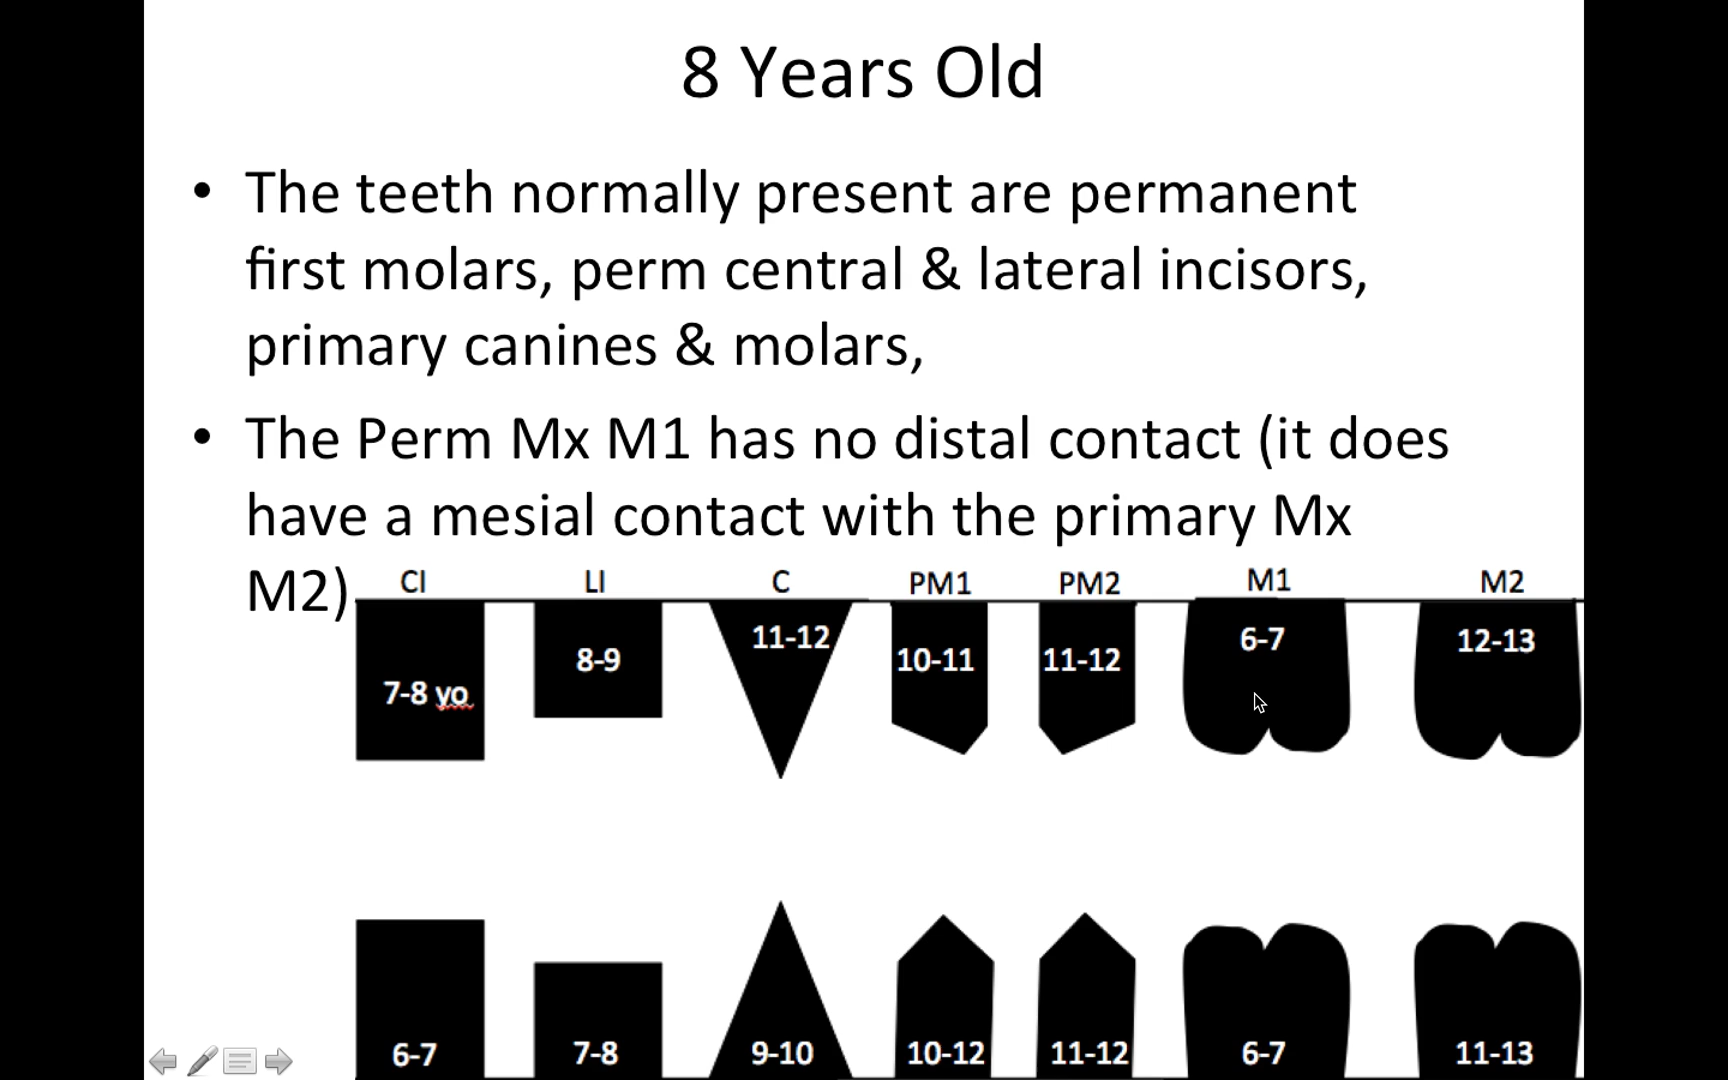 8 Years Old
• The teeth normally present are permanent
first molars, perm central & lateral incisors,
primary canines & molars,
• The Perm Mx M1 has no distal contact (it does
have a mesial contact with the primary Mx
M2)
CI LI C PM1 PM2 M1 M2
7-8 yo 8-9 11-12 10-11 11-12 6-7 12-13
6-7 7-8 9-10 10-12 11-12 6-7 11-13